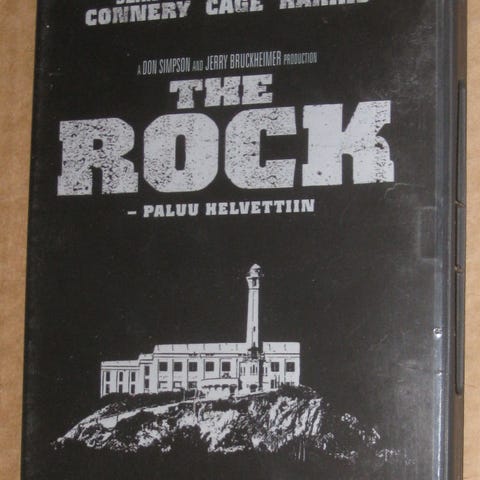 CONNERY CAGE HARRIS
A DON SIMPSON AND JERRY BRUCKHEIMER PRODUCTION
THE
ROCK
– PALUU HELVETTIIN